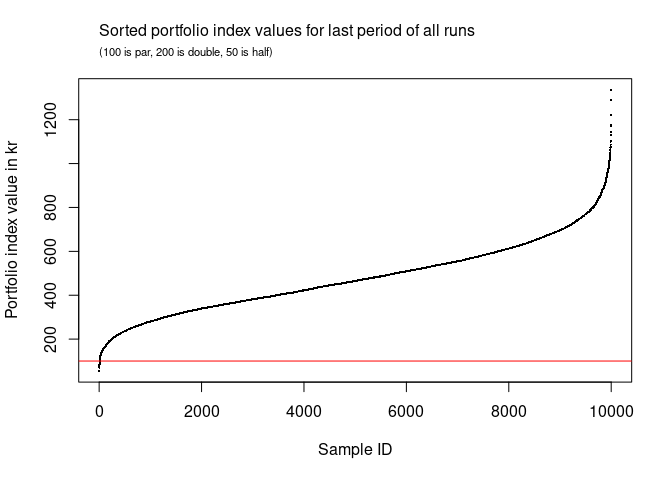 Sorted portfolio index values for last period of all runs
(100 is par, 200 is double, 50 is half)
Portfolio index value in kr
1200
800
600
400
200
0 2000 4000 6000 8000 10000
Sample ID